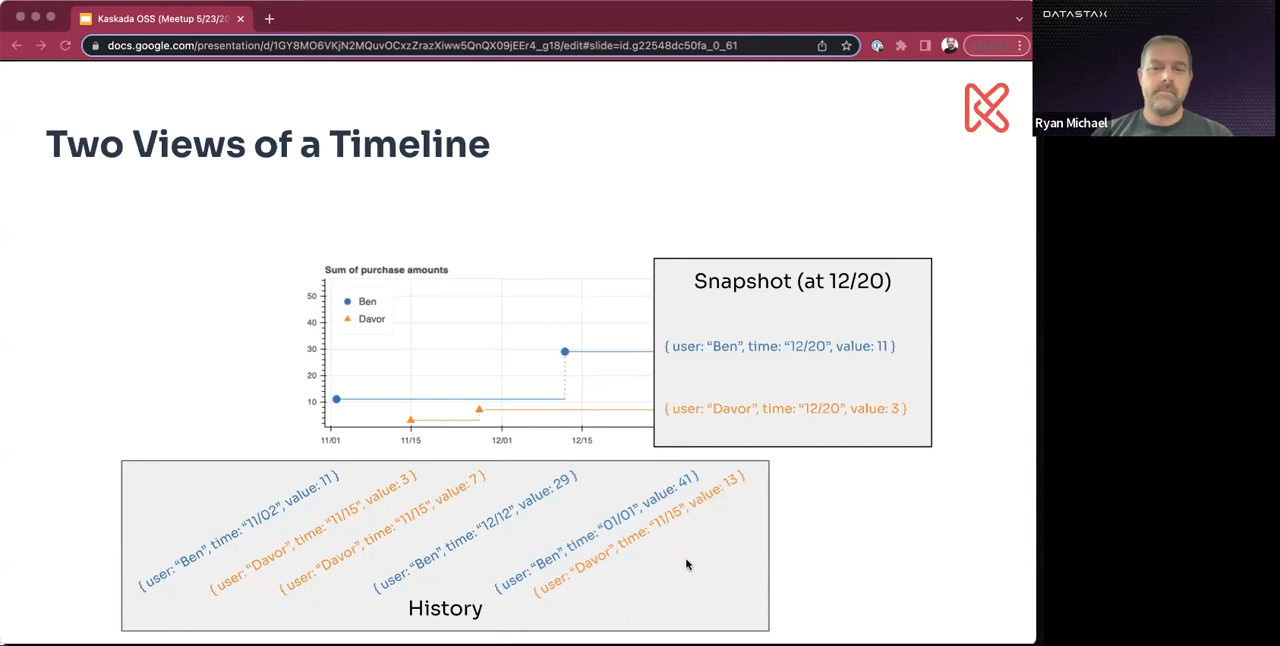 Kaskada OSS (Meetup 5/23/20
docs.google.com/presentation/d/1GY8MO6VKjN2MQuvOCxzZrazXiww5QnQX09jEEr4_g18/edit#slide=id.g22548dc50fa_0_61
DATASTAX
Ryan Michael
Two Views of a Timeline
Sum of purchase amounts
Ben
Davor
50
40
30
20
10
11/01
11/15
12/01
12/15
Snapshot (at 12/20)
{ user: “Ben”, time: “12/20”, value: 11 }
{ user: “Davor”, time: “12/20”, value: 3 }
{ user: “Ben”, time: “11/02”, value: 11 }
{ user: “Davor”, time: “11/15”, value: 3 }
{ user: “Davor”, time: “11/15”, value: 7 }
{ user: “Ben”, time: “12/12”, value: 29 }
{ user: “Ben”, time: “01/01”, value: 41 }
{ user: “Davor”, time: “11/15”, value: 13 }
History